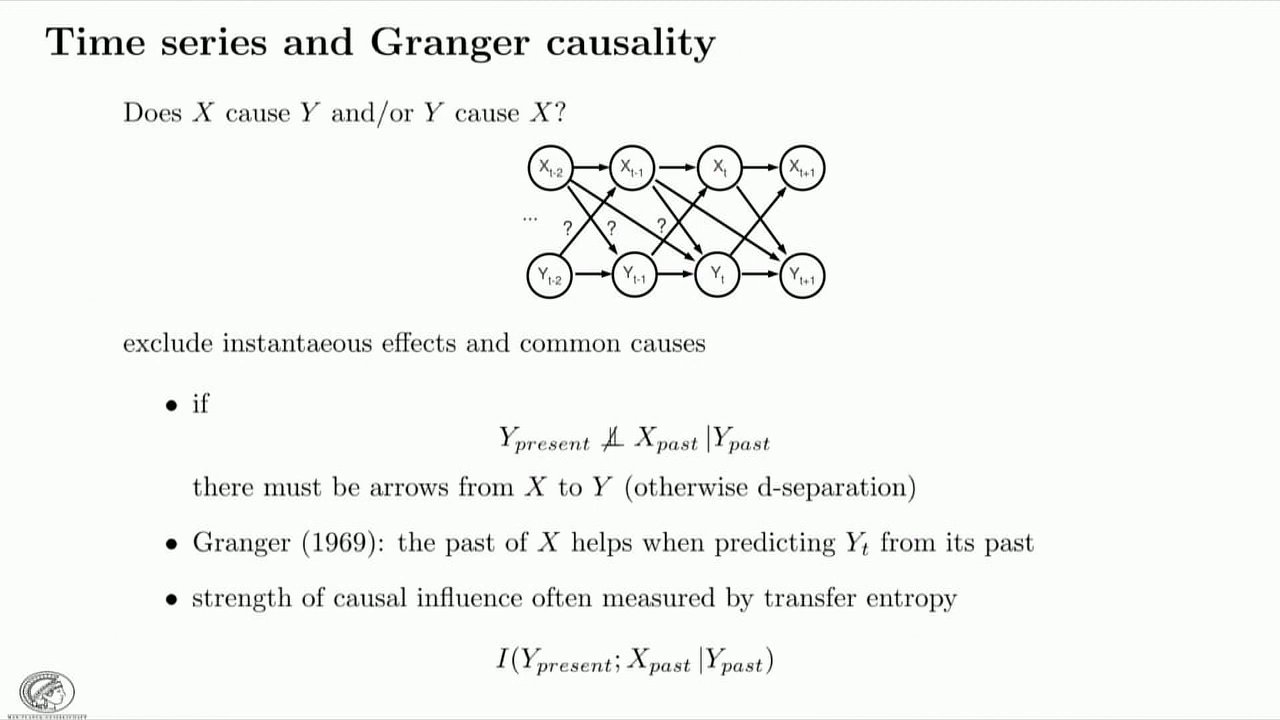 Time series and Granger causality
Does X cause Y and/or Y cause X?
X_{t-2} X_{t-1} X_t X_{t+1}
... ? ? ?
Y_{t-2} Y_{t-1} Y_t Y_{t+1}
exclude instantaeous effects and common causes
• if
Y_{present} ⫫̸ X_{past} |Y_{past}
there must be arrows from X to Y (otherwise d-separation)
• Granger (1969): the past of X helps when predicting Y_t from its past
• strength of causal influence often measured by transfer entropy
I(Y_{present}; X_{past} |Y_{past})